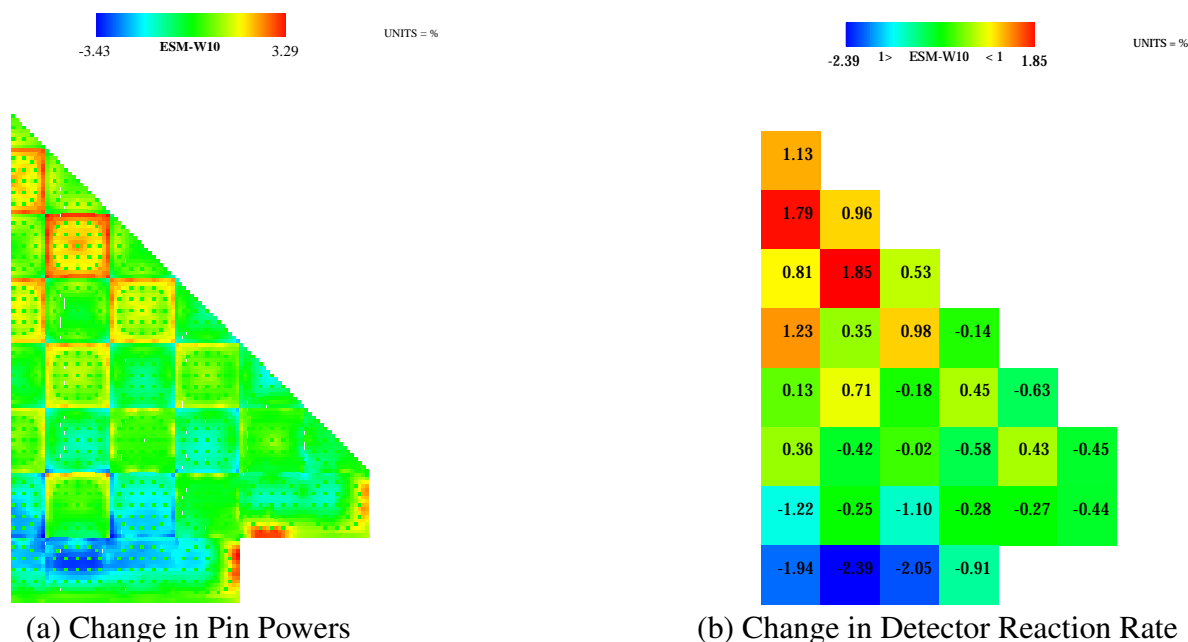 -3.43 ESM-W10 3.29 UNITS = %
-2.39 1> ESM-W10 < 1 1.85 UNITS = %
1.13
1.79 0.96
0.81 1.85 0.53
1.23 0.35 0.98 -0.14
0.13 0.71 -0.18 0.45 -0.63
0.36 -0.42 -0.02 -0.58 0.43 -0.45
-1.22 -0.25 -1.10 -0.28 -0.27 -0.44
-1.94 -2.39 -2.05 -0.91
(a) Change in Pin Powers
(b) Change in Detector Reaction Rate